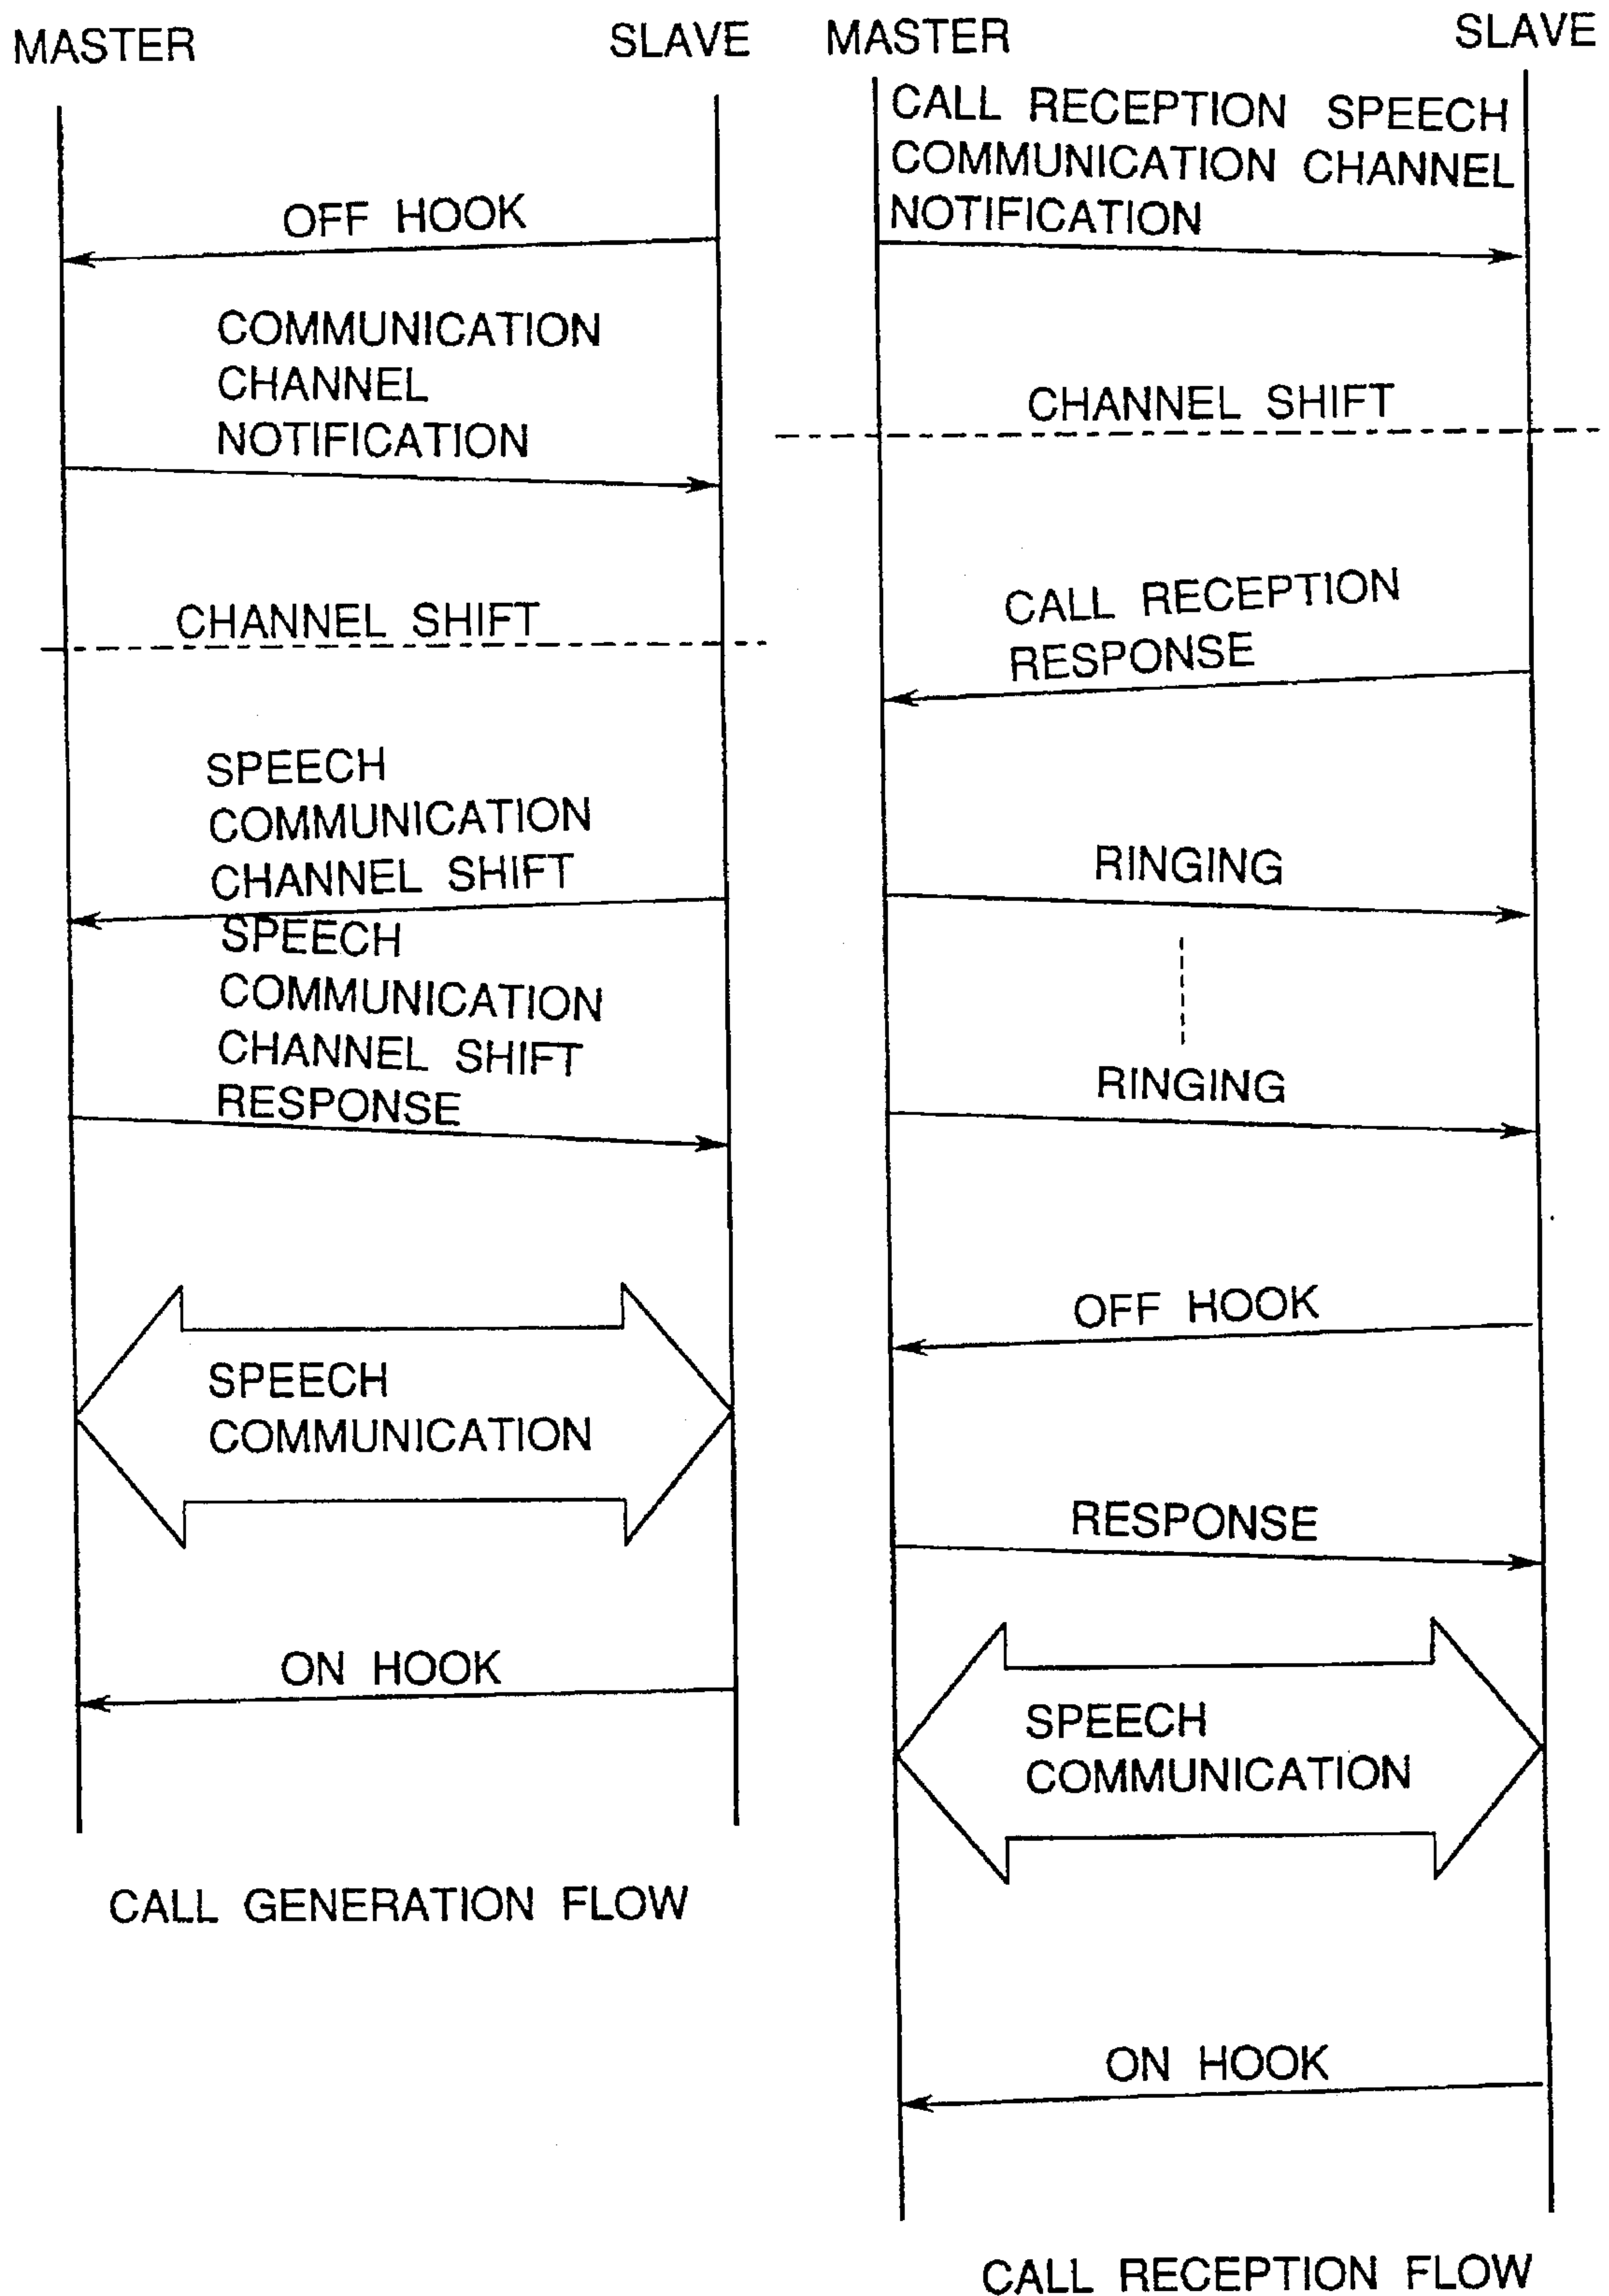 MASTER
SLAVE
OFF HOOK
COMMUNICATION
CHANNEL
NOTIFICATION
CHANNEL SHIFT
SPEECH
COMMUNICATION
CHANNEL SHIFT
SPEECH
COMMUNICATION
CHANNEL SHIFT
RESPONSE
SPEECH
COMMUNICATION
ON HOOK
CALL GENERATION FLOW
MASTER
SLAVE
CALL RECEPTION SPEECH
COMMUNICATION CHANNEL
NOTIFICATION
CHANNEL SHIFT
CALL RECEPTION
RESPONSE
RINGING
RINGING
OFF HOOK
RESPONSE
SPEECH
COMMUNICATION
ON HOOK
CALL RECEPTION FLOW